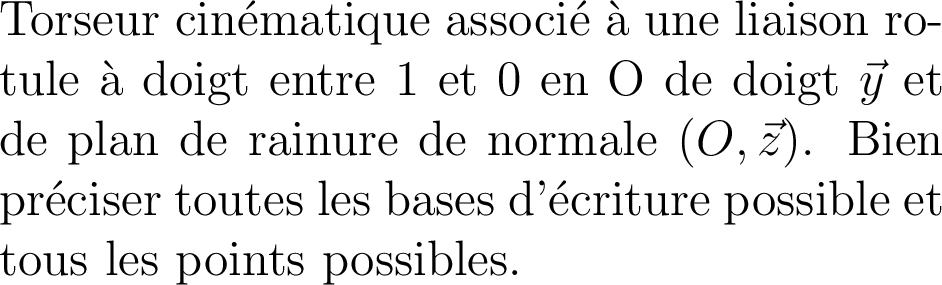 Torseur cinématique associé à une liaison ro-
tule à doigt entre 1 et 0 en O de doigt $\vec{y}$ et
de plan de rainure de normale $(O, \vec{z})$. Bien
préciser toutes les bases d'écriture possible et
tous les points possibles.